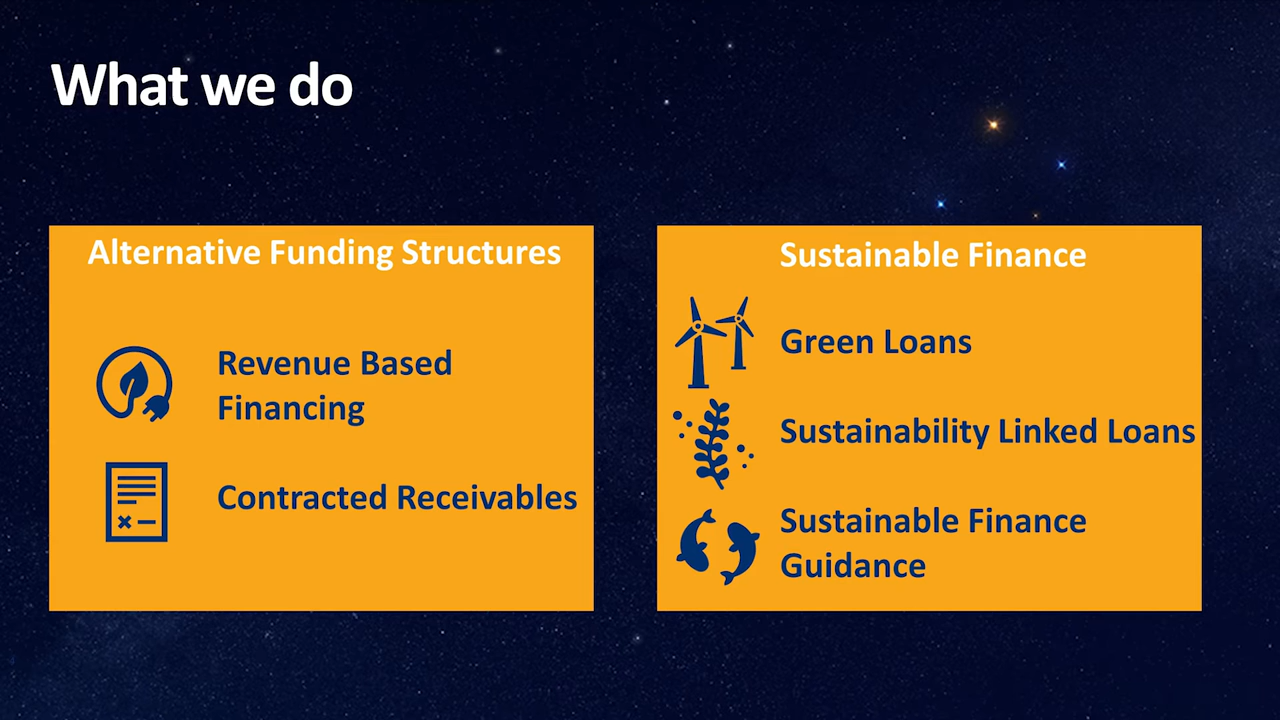 What we do
Alternative Funding Structures
Revenue Based
Financing
Contracted Receivables
Sustainable Finance
Green Loans
Sustainability Linked Loans
Sustainable Finance
Guidance